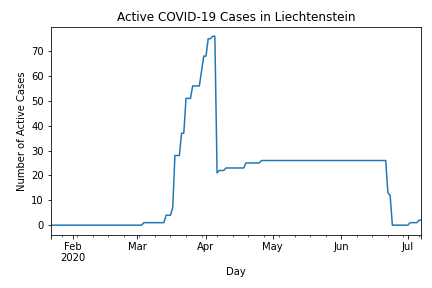 Active COVID-19 Cases in Liechtenstein
Number of Active Cases
70
60
50
40
30
20
10
0
Feb Mar Apr May Jun Jul
2020
Day